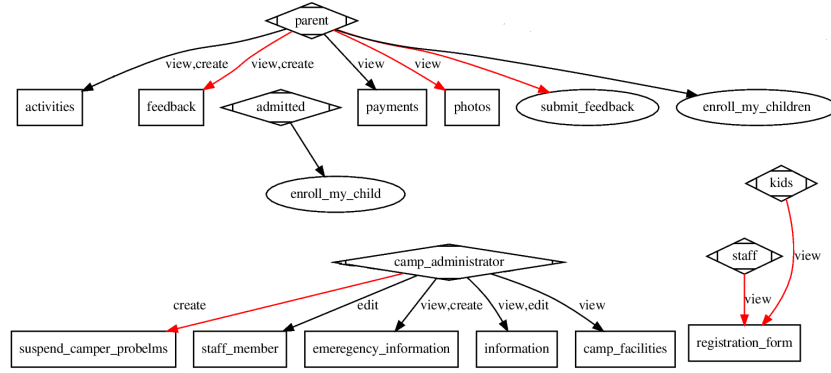 parent
view,create
view,create
view
view
activities
feedback
admitted
payments
photos
submit_feedback
enroll_my_children
enroll_my_child
kids
camp_administrator
staff
view
create
edit
view,create
view,edit
view
view
suspend_camper_probelms
staff_member
emeregency_information
information
camp_facilities
registration_form